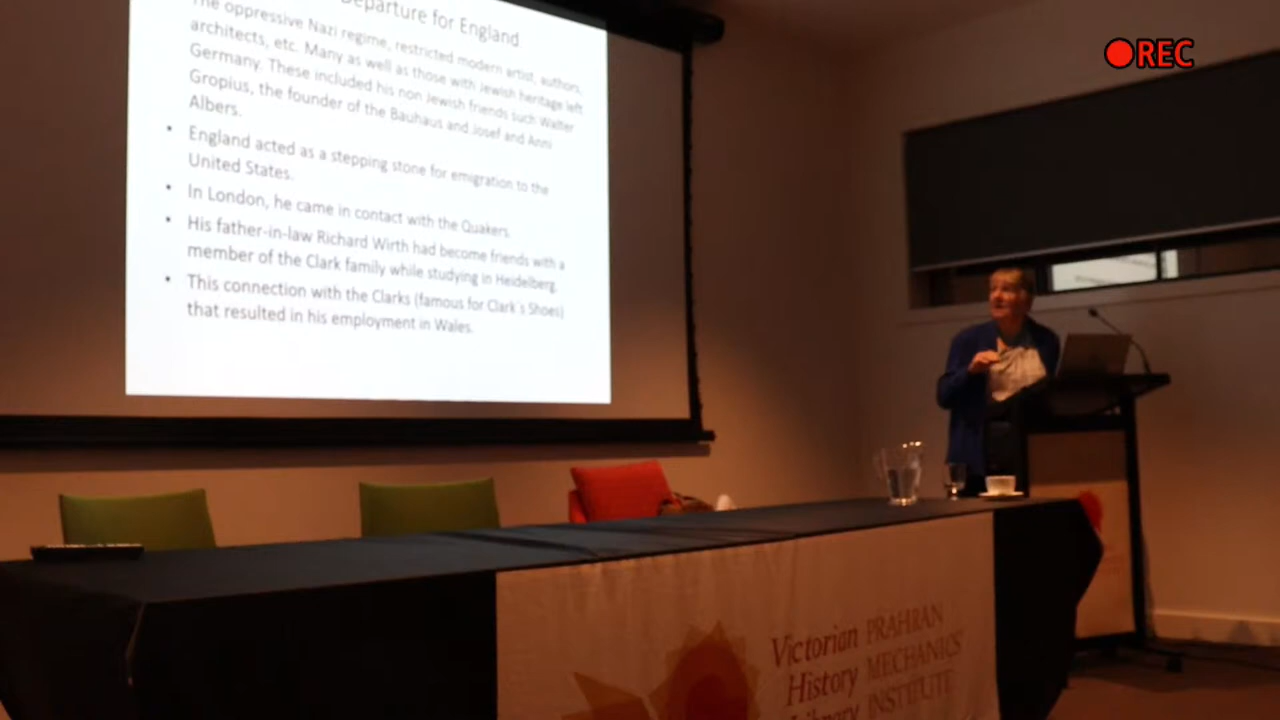 Departure for England
The oppressive Nazi regime, restricted modern artist, authors,
architects, etc. Many as well as those with Jewish heritage left
Germany. These included his non Jewish friends such Walter
Gropius, the founder of the Bauhaus and Josef and Anni
Albers.
• England acted as a stepping stone for emigration to the
United States.
• In London, he came in contact with the Quakers.
• His father-in-law Richard Wirth had become friends with a
member of the Clark family while studying in Heidelberg.
• This connection with the Clarks (famous for Clark's Shoes)
that resulted in his employment in Wales.
REC
Victorian PRAHRAN
History MECHANICS'
Library INSTITUTE